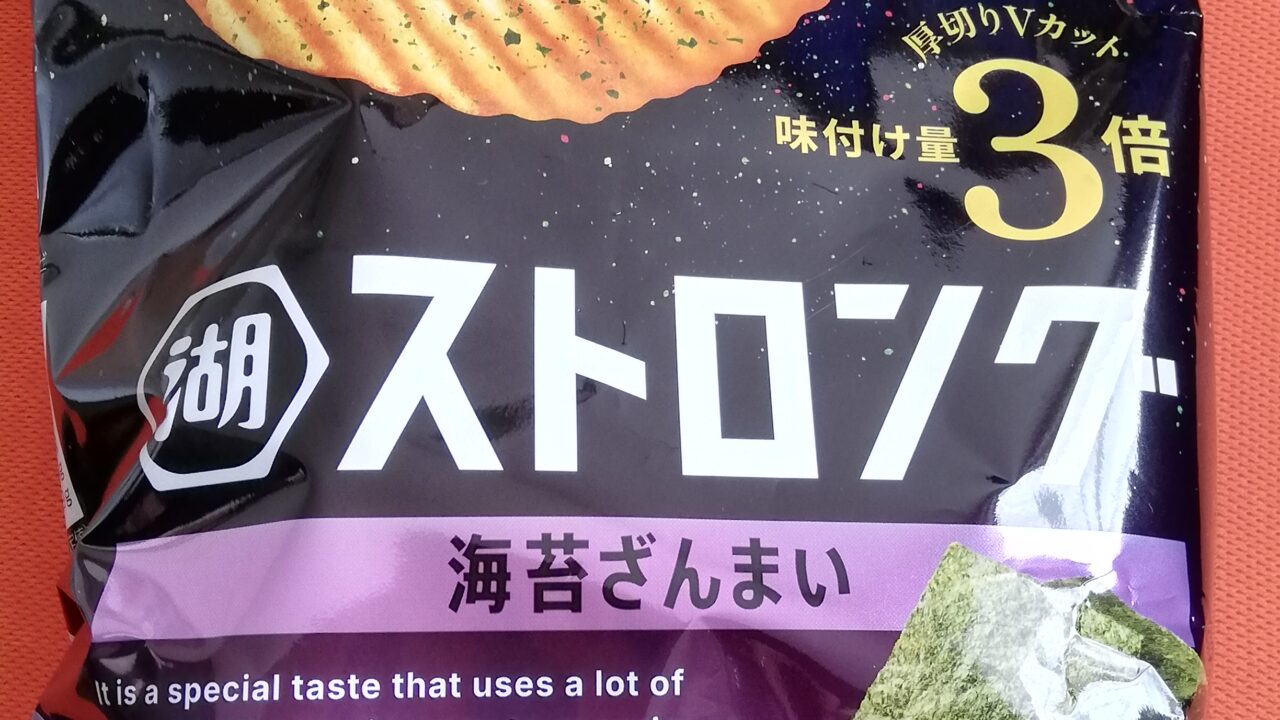 厚切りVカット
味付け量3倍
湖ストロング
海苔ざんまい
It is a special taste that uses a lot of